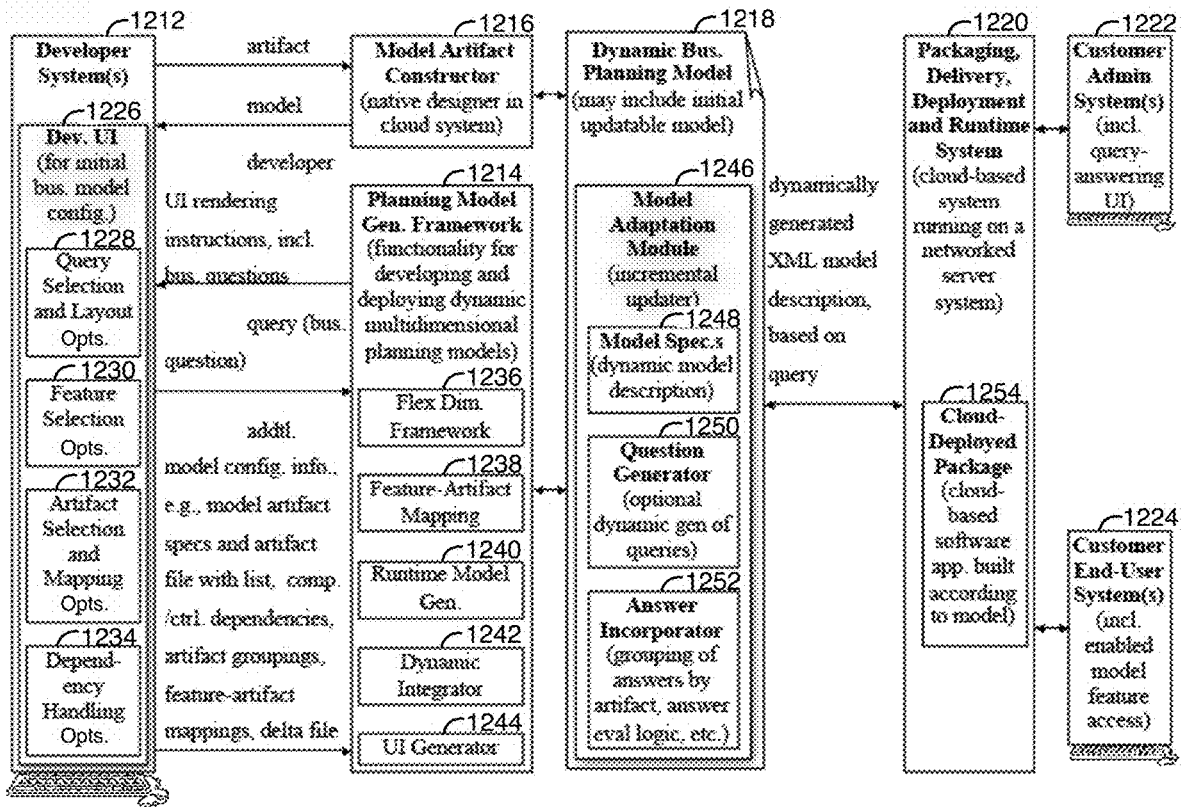 1212
Developer
System(s)
1226
Dev. UI
(for initial
bus. model
config.)
1228
Query
Selection
and Layout
Opts.
1230
Feature
Selection
Opts.
1232
Artifact
Selection
and
Mapping
Opts.
1234
Depend-
ency
Handling
Opts.
artifact
model
developer
UI rendering
instructions, incl.
bus. questions
query (bus.
question)
addtl.
model config. info.,
e.g., model artifact
specs and artifact
file with list, comp.
/ctrl. dependencies,
artifact groupings,
feature-artifact
mappings, delta file
1216
Model Artifact
Constructor
(native designer in
cloud system)
1214
Planning Model
Gen. Framework
(functionality for
developing and
deploying dynamic
multidimensional
planning models)
1236
Flex Dim.
Framework
1238
Feature-Artifact
Mapping
1240
Runtime Model
Gen.
1242
Dynamic
Integrator
1244
UI Generator
1218
Dynamic Bus.
Planning Model
(may include initial
updatable model)
1246
Model
Adaptation
Module
(incremental
updater)
1248
Model Spec.s
(dynamic model
description)
1250
Question
Generator
(optional
dynamic gen of
queries)
1252
Answer
Incorporator
(grouping of
answers by
artifact, answer
eval logic, etc.)
dynamically
generated
XML model
description,
based on
query
1220
Packaging,
Delivery,
Deployment
and Runtime
System
(cloud-based
system
running on a
networked
server
system)
1254
Cloud-
Deployed
Package
(cloud-
based
software
app. built
according
to model)
1222
Customer
Admin
System(s)
(incl.
query-
answering
UI)
1224
Customer
End-User
System(s)
(incl.
enabled
model
feature
access)